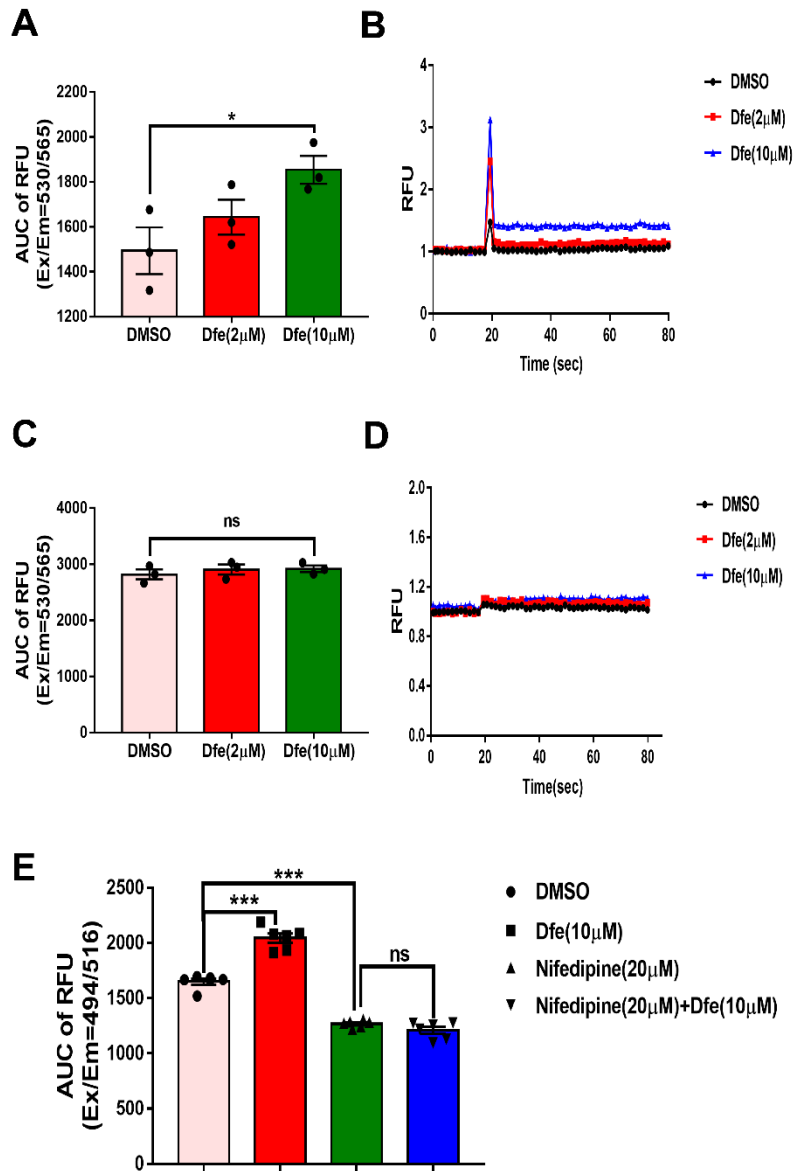 A
AUC of RFU
(Ex/Em=530/565)
2200
2000
1800
1600
1400
1200
*
DMSO
Dfe(2μM)
Dfe(10μM)
B
RFU
4
3
2
1
0
0
20
40
60
80
Time (sec)
DMSO
Dfe(2μM)
Dfe(10μM)
C
AUC of RFU
(Ex/Em=530/565)
4000
3000
2000
1000
0
ns
DMSO
Dfe(2μM)
Dfe(10μM)
D
RFU
2.0
1.6
1.2
0.8
0.4
0.0
0
20
40
60
80
Time(sec)
DMSO
Dfe(2μM)
Dfe(10μM)
E
AUC of RFU
(Ex/Em=494/516)
2500
2000
1500
1000
500
0
***
***
ns
DMSO
Dfe(10μM)
Nifedipine(20μM)
Nifedipine(20μM)+Dfe(10μM)